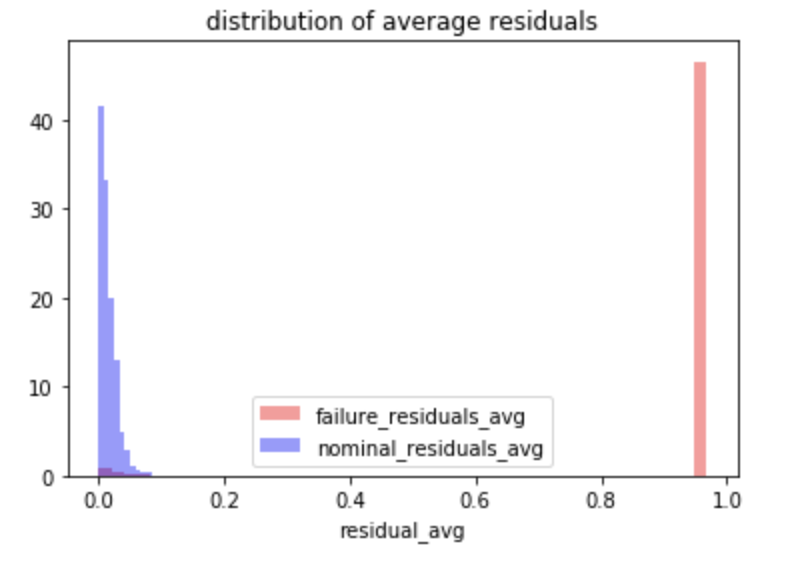 distribution of average residuals
40
30
20
10
0
failure_residuals_avg
nominal_residuals_avg
0.0 0.2 0.4 0.6 0.8 1.0
residual_avg